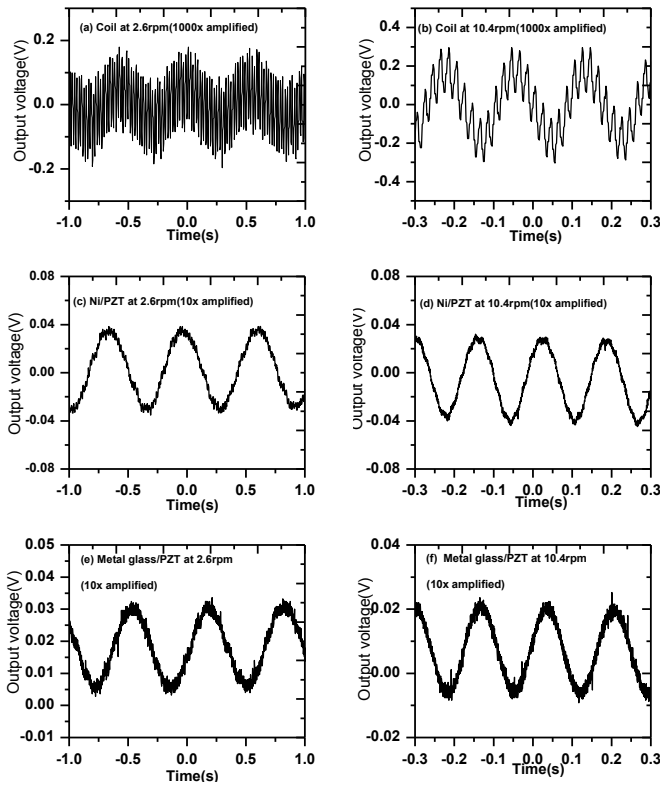 (a) Coil at 2.6rpm(1000x amplified)
Output voltage(V)
0.2
0.0
-0.2
-1.0 -0.5 0.0 0.5 1.0
Time(s)
(b) Coil at 10.4rpm(1000x amplified)
Output voltage(V)
0.4
0.2
0.0
-0.2
-0.4
-0.3 -0.2 -0.1 0.0 0.1 0.2 0.3
Time(s)
(c) Ni/PZT at 2.6rpm(10x amplified)
Output voltage(V)
0.08
0.04
0.00
-0.04
-0.08
-1.0 -0.5 0.0 0.5 1.0
Time(s)
(d) Ni/PZT at 10.4rpm(10x amplified)
Output voltage(V)
0.08
0.04
0.00
-0.04
-0.08
-0.3 -0.2 -0.1 0.0 0.1 0.2 0.3
Time(s)
(e) Metal glass/PZT at 2.6rpm
(10x amplified)
Output voltage(V)
0.05
0.04
0.03
0.02
0.01
0.00
-0.01
-1.0 -0.5 0.0 0.5 1.0
Time(s)
(f) Metal glass/PZT at 10.4rpm
(10x amplified)
Output voltage(V)
0.04
0.02
0.00
-0.02
-0.3 -0.2 -0.1 0.0 0.1 0.2 0.3
Time(s)